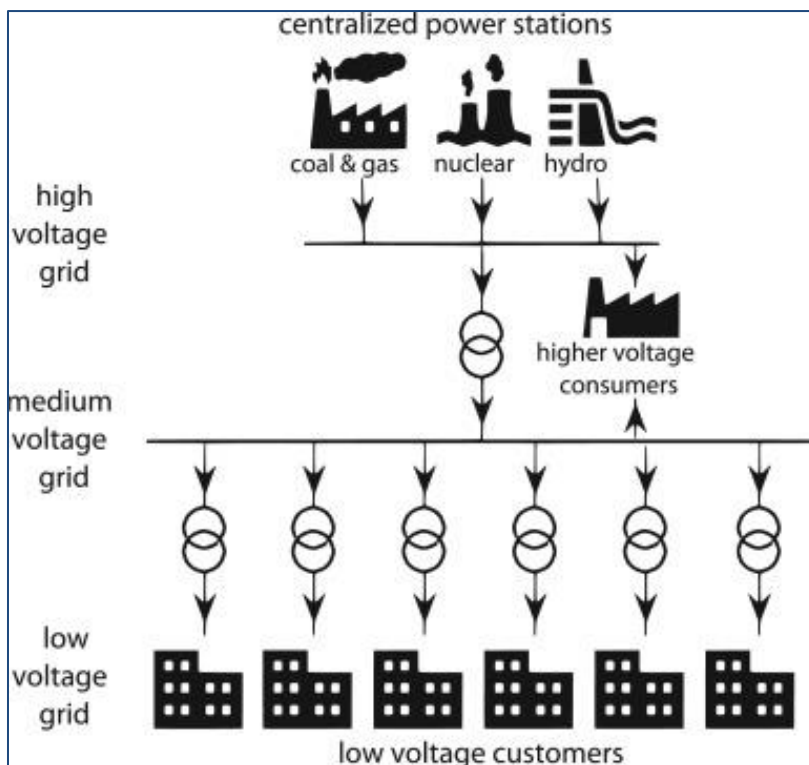 centralized power stations
coal & gas
nuclear
hydro
high
voltage
grid
higher voltage
consumers
medium
voltage
grid
low
voltage
grid
low voltage customers